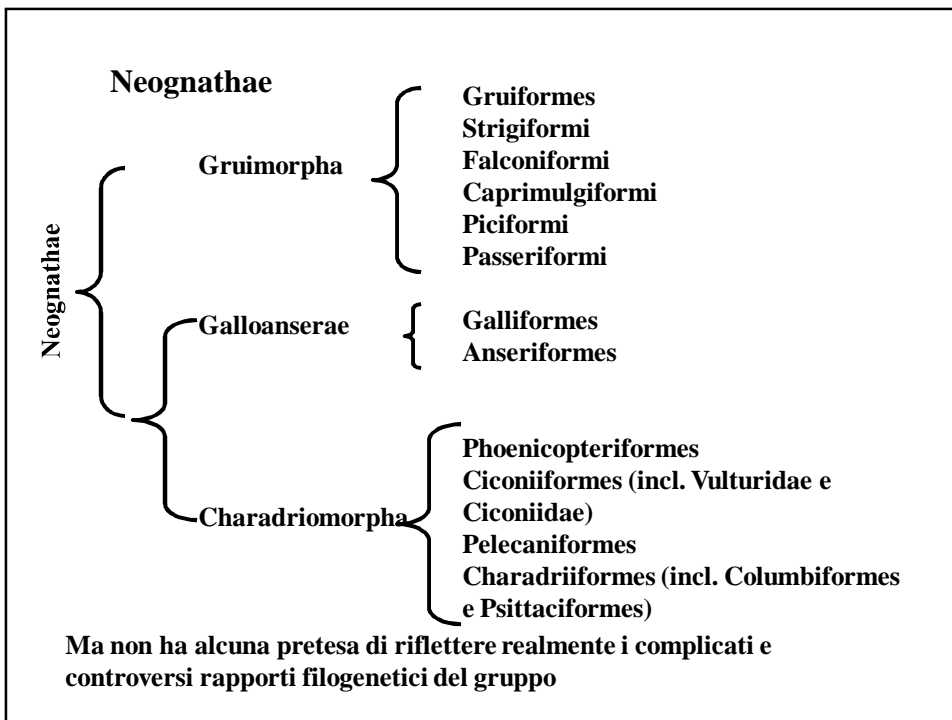 Neognathae
Neognathae
Gruimorpha
Gruiformes
Strigiformi
Falconiformi
Caprimulgiformi
Piciformi
Passeriformi
Galloanserae
Galliformes
Anseriformes
Charadriomorpha
Phoenicopteriformes
Ciconiiformes (incl. Vulturidae e
Ciconiidae)
Pelecaniformes
Charadriiformes (incl. Columbiformes
e Psittaciformes)
Ma non ha alcuna pretesa di riflettere realmente i complicati e
controversi rapporti filogenetici del gruppo